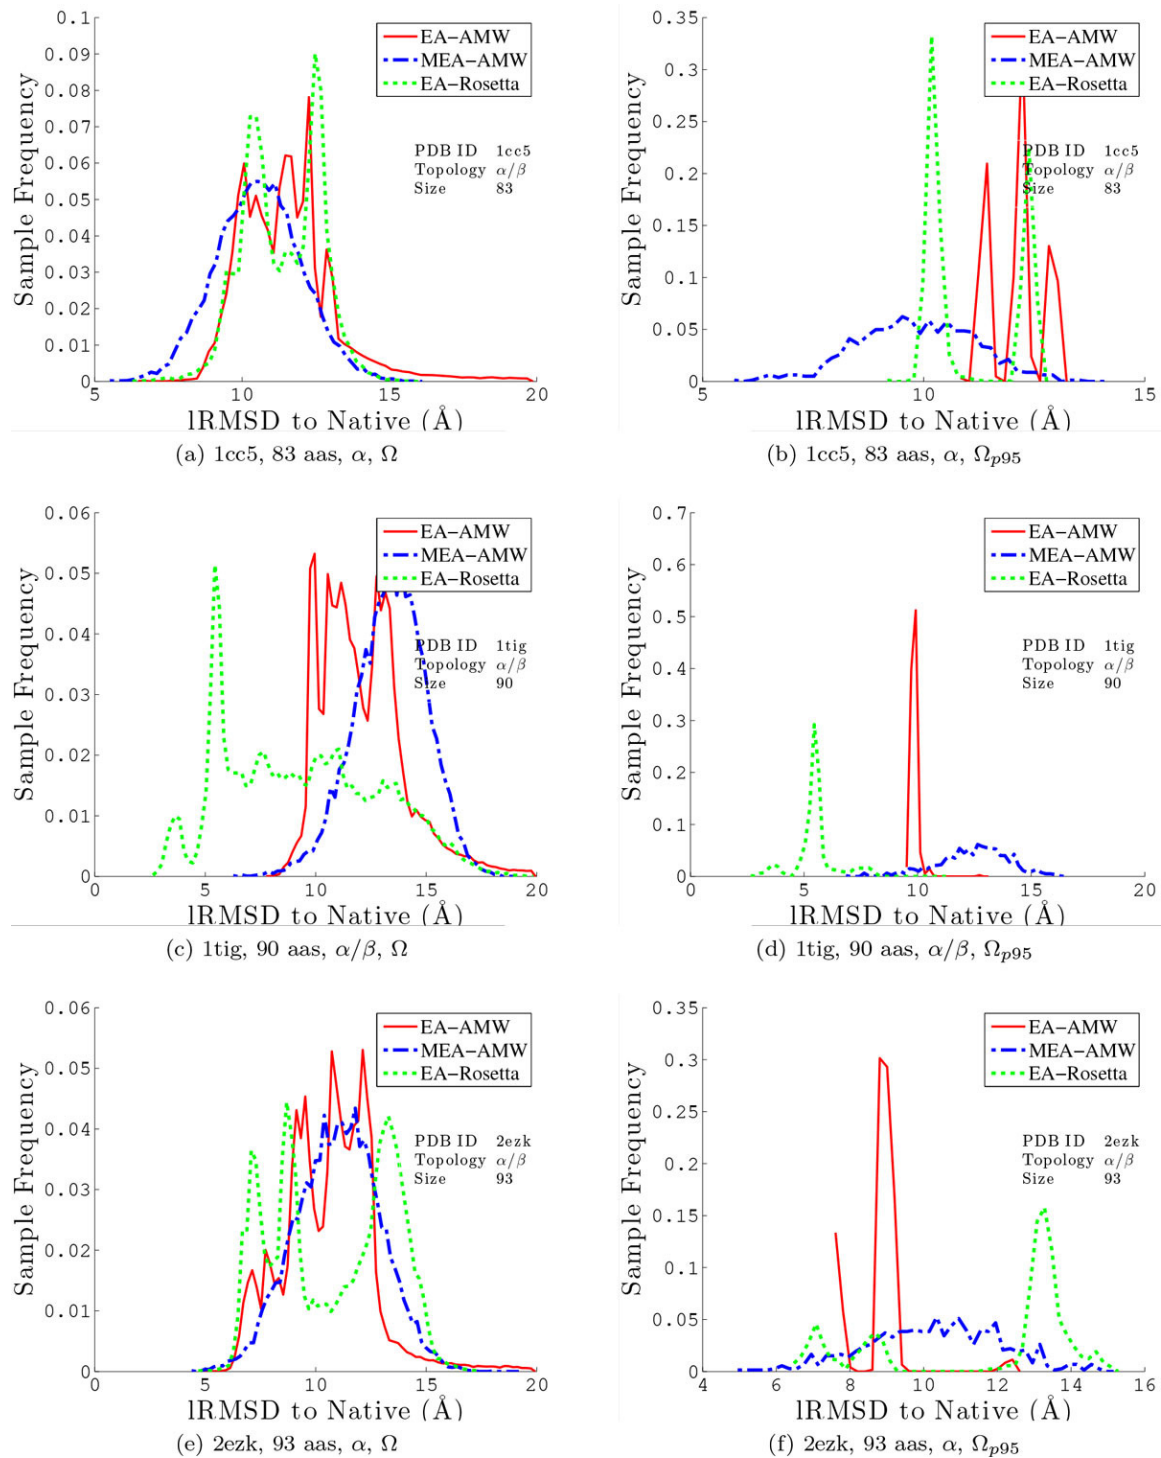 0.1
0.09
0.08
0.07
0.06
0.05
0.04
0.03
0.02
0.01
0
5 10 15 20
Sample Frequency
lRMSD to Native (Å)
EA−AMW
MEA−AMW
EA−Rosetta
PDB ID 1cc5
Topology α/β
Size 83
(a) 1cc5, 83 aas, α, Ω
0.35
0.3
0.25
0.2
0.15
0.1
0.05
0
5 10 15
Sample Frequency
lRMSD to Native (Å)
EA−AMW
MEA−AMW
EA−Rosetta
PDB ID 1cc5
Topology α/β
Size 83
(b) 1cc5, 83 aas, α, Ωp95
0.06
0.05
0.04
0.03
0.02
0.01
0
0 5 10 15 20
Sample Frequency
lRMSD to Native (Å)
EA−AMW
MEA−AMW
EA−Rosetta
PDB ID 1tig
Topology α/β
Size 90
(c) 1tig, 90 aas, α/β, Ω
0.7
0.6
0.5
0.4
0.3
0.2
0.1
0
0 5 10 15 20
Sample Frequency
lRMSD to Native (Å)
EA−AMW
MEA−AMW
EA−Rosetta
PDB ID 1tig
Topology α/β
Size 90
(d) 1tig, 90 aas, α/β, Ωp95
0.06
0.05
0.04
0.03
0.02
0.01
0
0 5 10 15 20
Sample Frequency
lRMSD to Native (Å)
EA−AMW
MEA−AMW
EA−Rosetta
PDB ID 2ezk
Topology α/β
Size 93
(e) 2ezk, 93 aas, α, Ω
0.35
0.3
0.25
0.2
0.15
0.1
0.05
0
4 6 8 10 12 14 16
Sample Frequency
lRMSD to Native (Å)
EA−AMW
MEA−AMW
EA−Rosetta
PDB ID 2ezk
Topology α/β
Size 93
(f) 2ezk, 93 aas, α, Ωp95